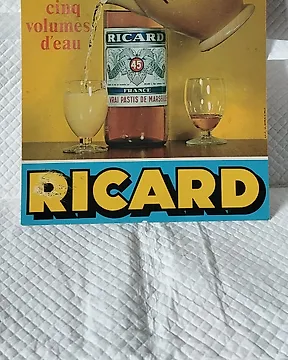 cinq
volumes
d'eau
RICARD
45
FRANCE
VRAI PASTIS DE MARSEILLE
RICARD